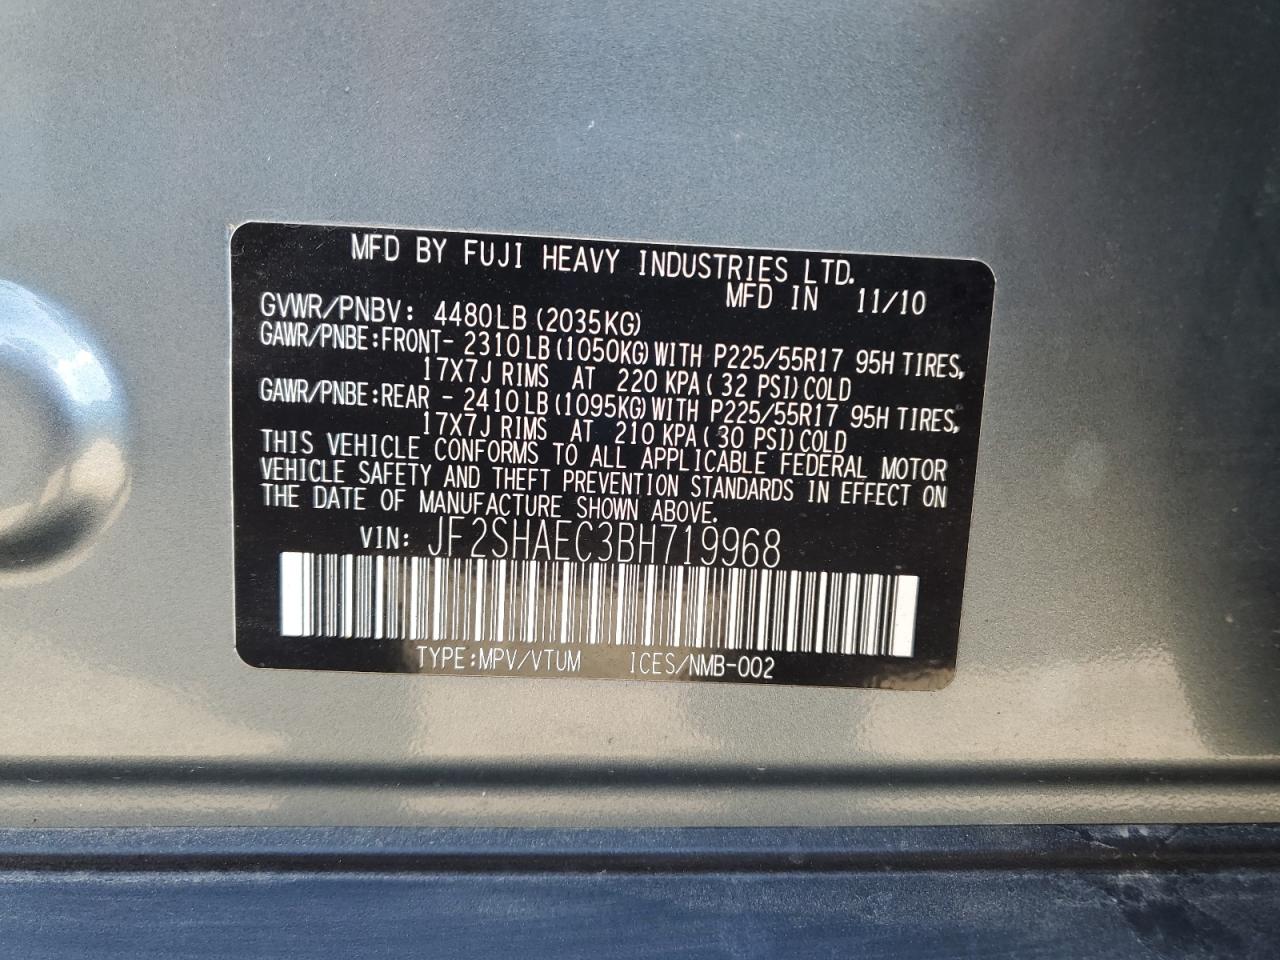 MFD BY FUJI HEAVY INDUSTRIES LTD.
MFD IN 11/10
GVWR/PNBV: 4480LB (2035KG)
GAWR/PNBE:FRONT- 2310LB (1050KG) WITH P225/55R17 95H TIRES,
17X7J RIMS AT 220 KPA ( 32 PSI) COLD
GAWR/PNBE:REAR - 2410LB (1095KG) WITH P225/55R17 95H TIRES,
17X7J RIMS AT 210 KPA ( 30 PSI) COLD
THIS VEHICLE CONFORMS TO ALL APPLICABLE FEDERAL MOTOR
VEHICLE SAFETY AND THEFT PREVENTION STANDARDS IN EFFECT ON
THE DATE OF MANUFACTURE SHOWN ABOVE.
VIN: JF2SHAEC3BH719968
TYPE:MPV/VTUM ICES/NMB-002